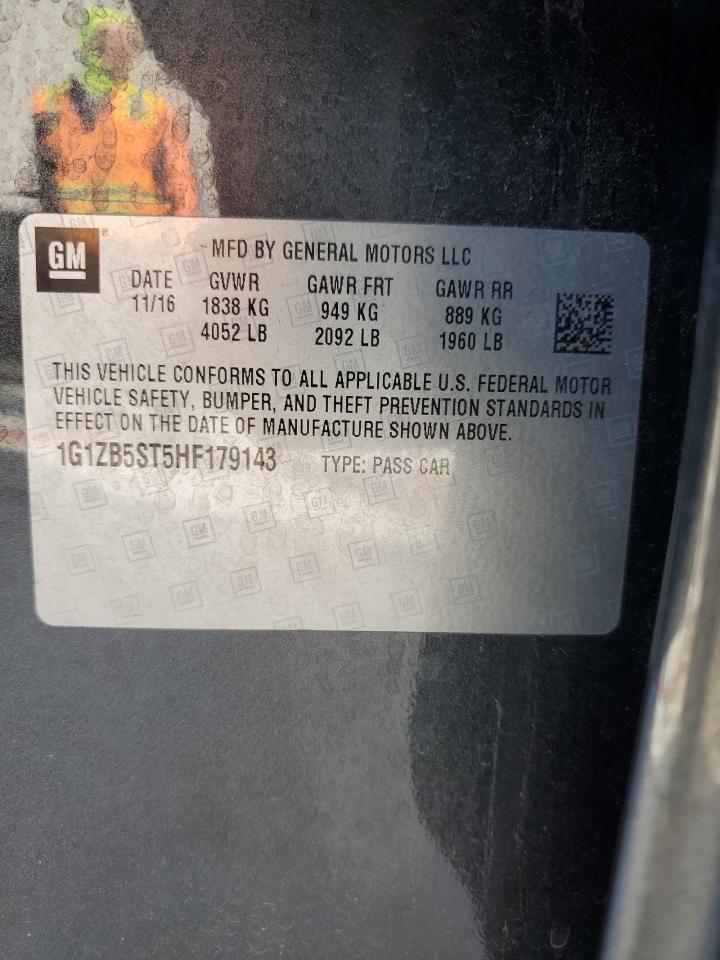 GM ® MFD BY GENERAL MOTORS LLC
DATE GVWR GAWR FRT GAWR RR
11/16 1838 KG 949 KG 889 KG
4052 LB 2092 LB 1960 LB
THIS VEHICLE CONFORMS TO ALL APPLICABLE U.S. FEDERAL MOTOR
VEHICLE SAFETY, BUMPER, AND THEFT PREVENTION STANDARDS IN
EFFECT ON THE DATE OF MANUFACTURE SHOWN ABOVE.
1G1ZB5ST5HF179143 TYPE: PASS CAR